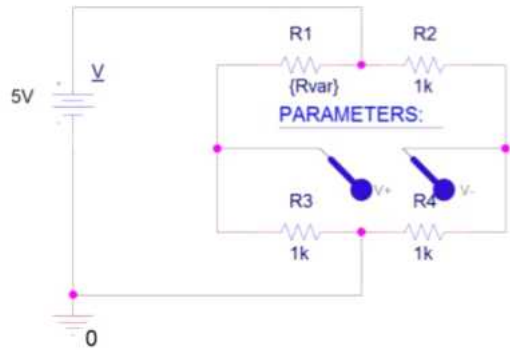 R1
R2
V
5V
{Rvar}
1k
PARAMETERS:
V+
V-
R3
R4
1k
1k
0